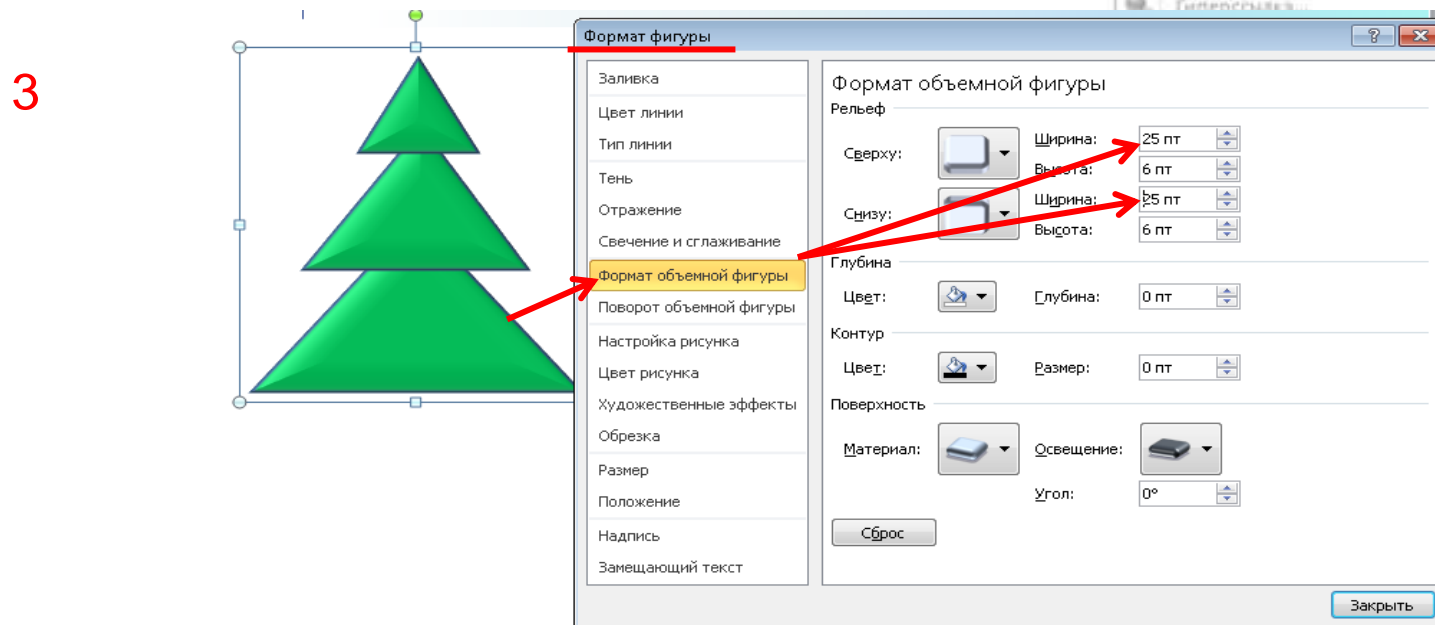 Гиперссылка...
Формат фигуры
3
Заливка
Цвет линии
Тип линии
Тень
Отражение
Свечение и сглаживание
Формат объемной фигуры
Поворот объемной фигуры
Настройка рисунка
Цвет рисунка
Художественные эффекты
Обрезка
Размер
Положение
Надпись
Замещающий текст
Формат объемной фигуры
Рельеф
Сверху:
Ширина: 25 пт
Высота: 6 пт
Снизу:
Ширина: 25 пт
Высота: 6 пт
Глубина
Цвет:
Глубина: 0 пт
Контур
Цвет:
Размер: 0 пт
Поверхность
Материал:
Освещение:
Угол: 0°
Сброс
Закрыть